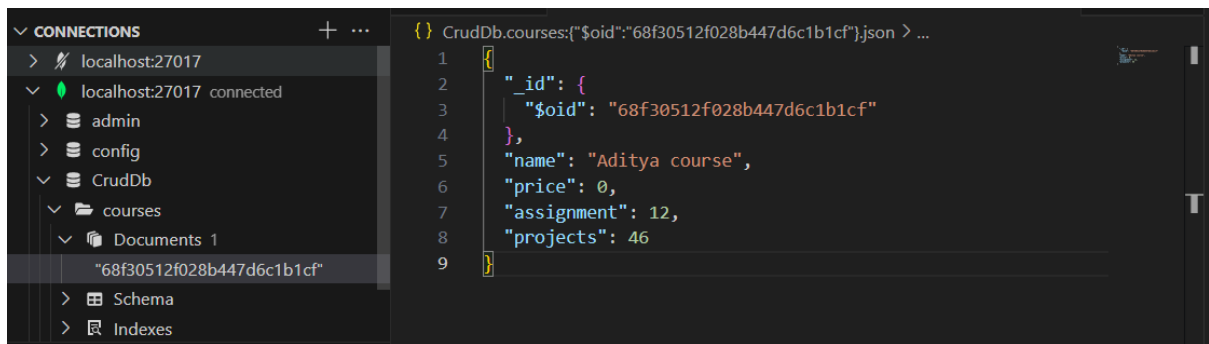 CONNECTIONS
localhost:27017
localhost:27017 connected
admin
config
CrudDb
courses
Documents 1
"68f30512f028b447d6c1b1cf"
Schema
Indexes
{} CrudDb.courses:{"$oid":"68f30512f028b447d6c1b1cf"}.json > ...
1 {
2 "_id": {
3 "$oid": "68f30512f028b447d6c1b1cf"
4 },
5 "name": "Aditya course",
6 "price": 0,
7 "assignment": 12,
8 "projects": 46
9 }